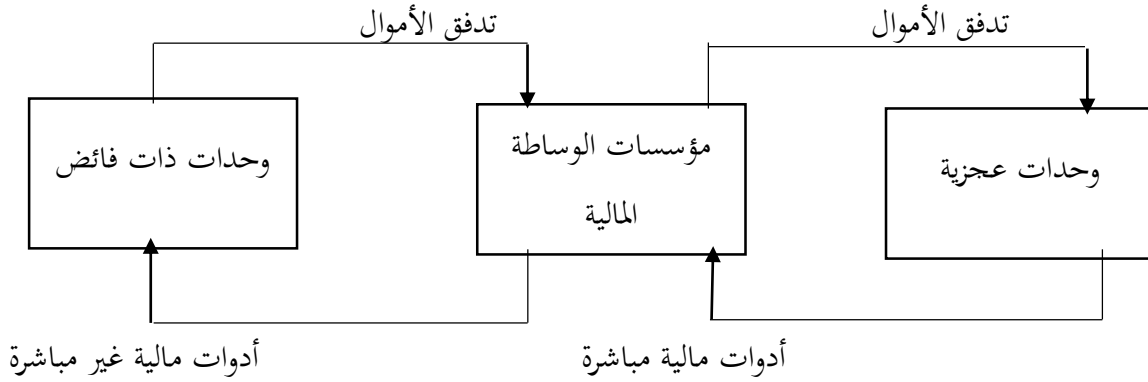 تدفق الأموال
تدفق الأموال
وحدات عجزية
مؤسسات الوساطة
المالية
وحدات ذات فائض
أدوات مالية مباشرة
أدوات مالية غير مباشرة